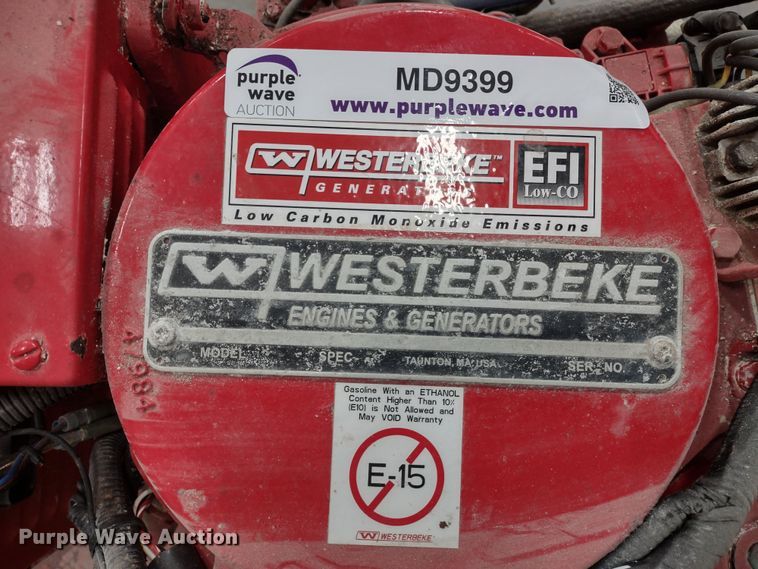 purple
wave
AUCTION
MD9399
www.purplewave.com
W WESTERBEKE™
GENERAT
EFI
Low-CO
Low Carbon Monoxide Emissions
W WESTERBEKE
ENGINES & GENERATORS
MODEL SPEC TAUNTON, MA. USA SER. NO.
47984
Gasoline With an ETHANOL
Content Higher Than 10%
(E10) is Not Allowed and
May VOID Warranty
E-15
W WESTERBEKE
Purple Wave Auction